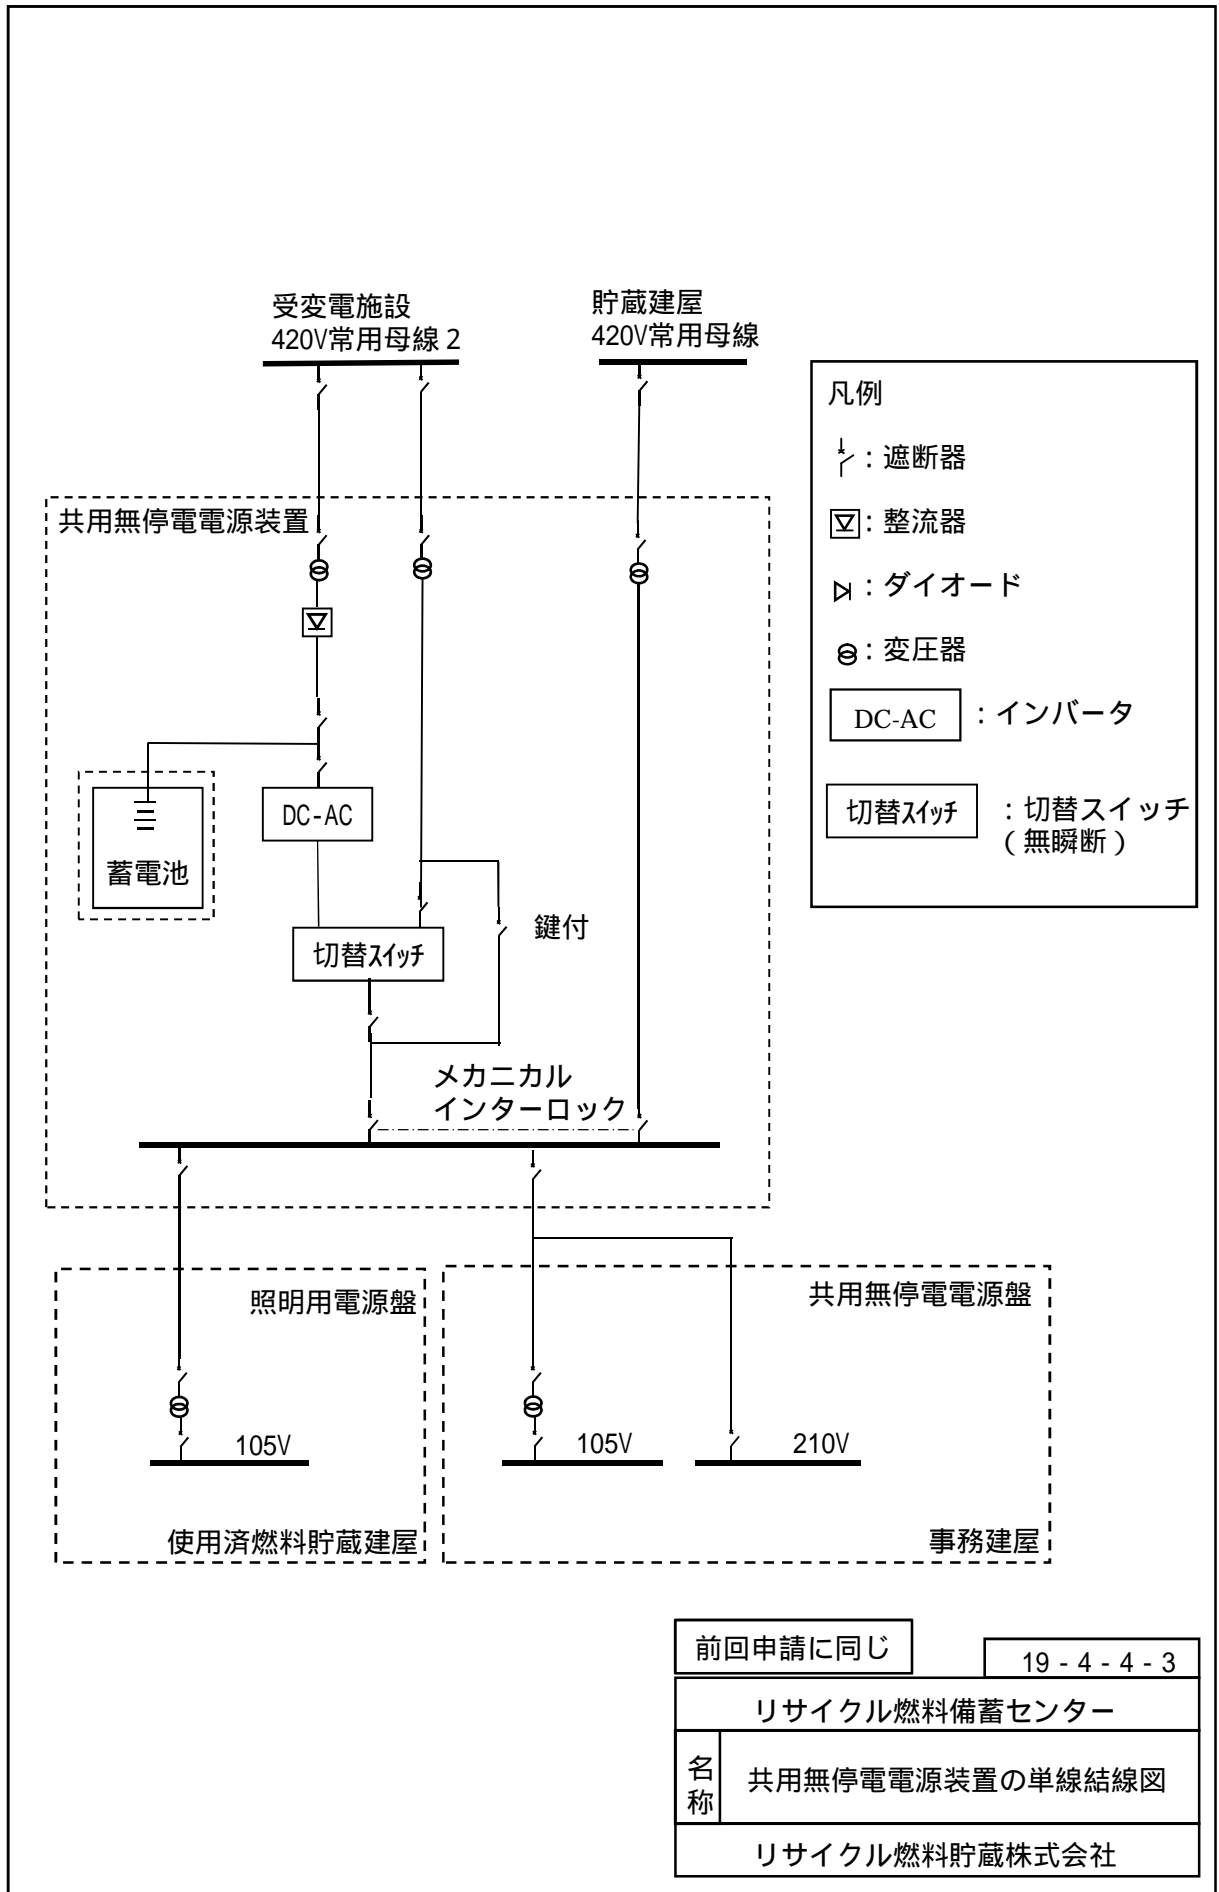 受変電施設
420V常用母線2
貯蔵建屋
420V常用母線
凡例
：遮断器
：整流器
：ダイオード
：変圧器
DC-AC ：インバータ
切替スイッチ ：切替スイッチ
（無瞬断）
共用無停電電源装置
DC-AC
蓄電池
鍵付
切替スイッチ
メカニカル
インターロック
照明用電源盤
共用無停電電源盤
105V
105V
210V
使用済燃料貯蔵建屋
事務建屋
前回申請に同じ
19-4-4-3
リサイクル燃料備蓄センター
名称
共用無停電電源装置の単線結線図
リサイクル燃料貯蔵株式会社